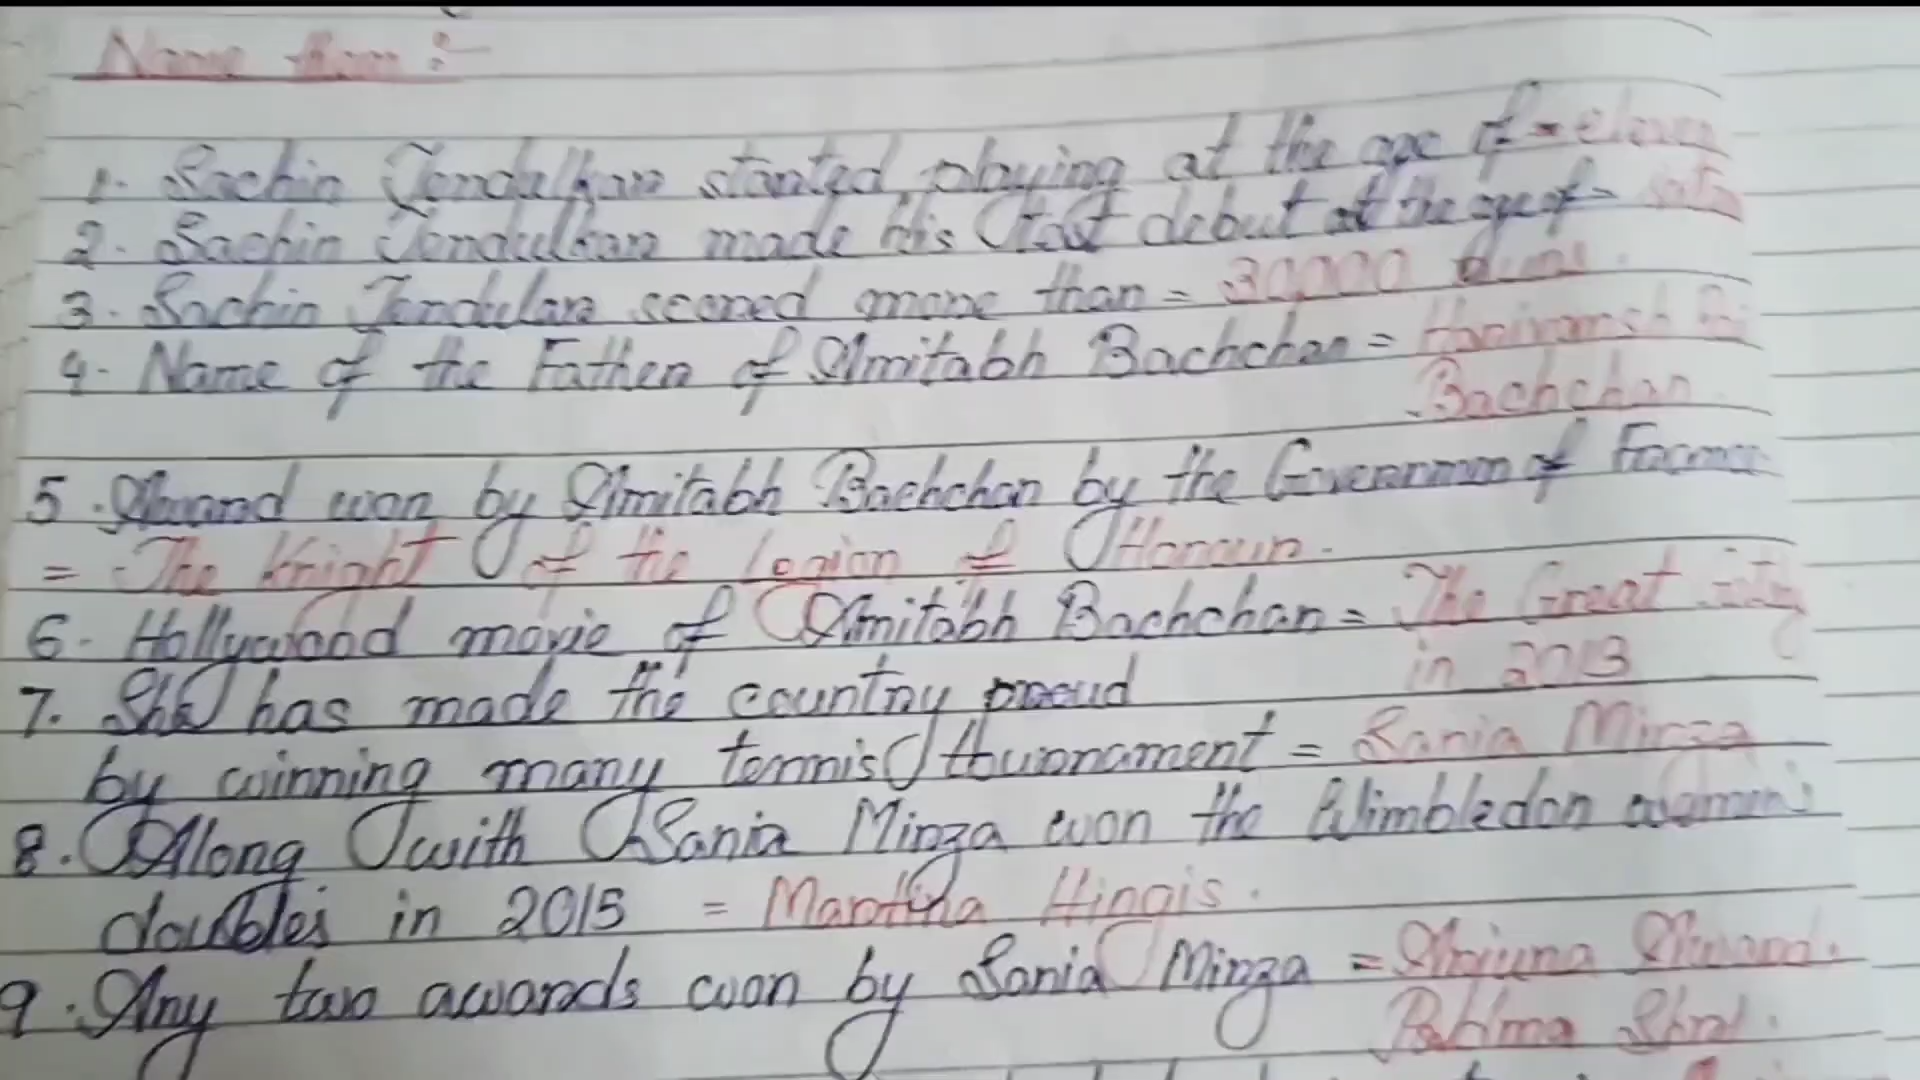 Name them :-
1. Sachin Tendulkar started playing at the age of = eleven
2. Sachin Tendulkar made his Test debut at the age of =
3. Sachin Tendulara scored more than = 30,000 Runs.
4. Name of the Father of Amitabh Bachchan = Harivansh Rai
Bachchan.
5. Award won by Amitabh Bachchan by the Governmen of France
= The Knight of the Legion of Honour.
6. Hollywood movie of Amitabh Bachchan = The Great Gatsby
in 2013
7. She has made the country proud
by winning many tennis tournament = Sania Mirza
8. Along with Sania Mirza won the Wimbledon women's
doubles in 2015 = Martina Hingis.
9. Any two awards won by Sania Mirza = Arjuna Award.
Padma Shri.